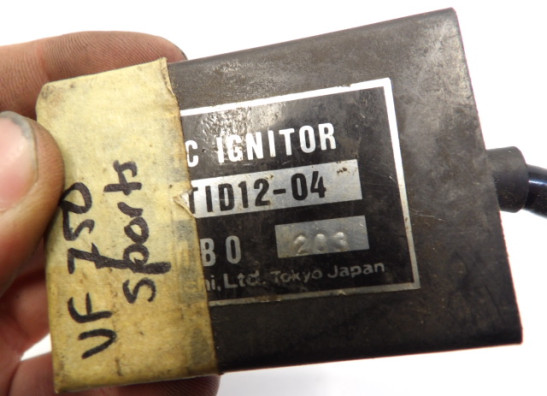 VF 750
sports
C IGNITOR
TID12-04
BO 203
hi, Ltd. Tokyo Japan